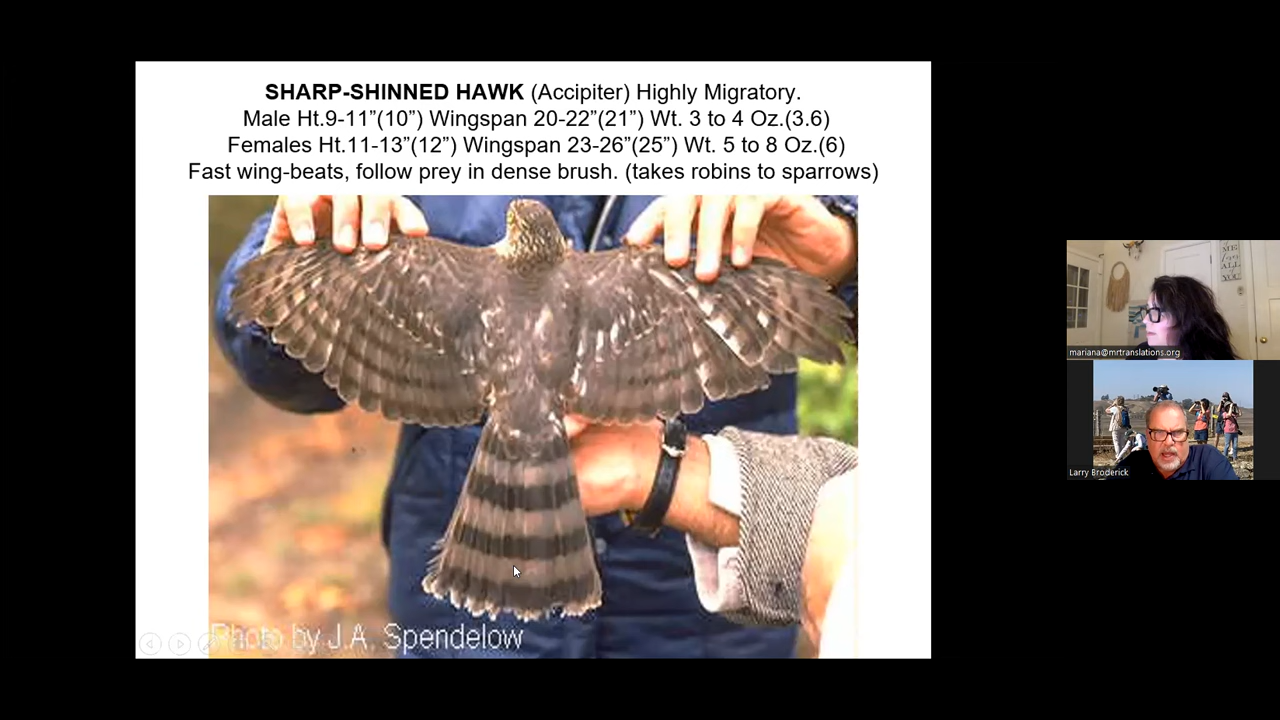 SHARP-SHINNED HAWK (Accipiter) Highly Migratory.
Male Ht.9-11”(10”) Wingspan 20-22”(21”) Wt. 3 to 4 Oz.(3.6)
Females Ht.11-13”(12”) Wingspan 23-26”(25”) Wt. 5 to 8 Oz.(6)
Fast wing-beats, follow prey in dense brush. (takes robins to sparrows)
Photo by J.A. Spendelow
ALL
YOU
mariana@mrtranslations.org
Larry Broderick